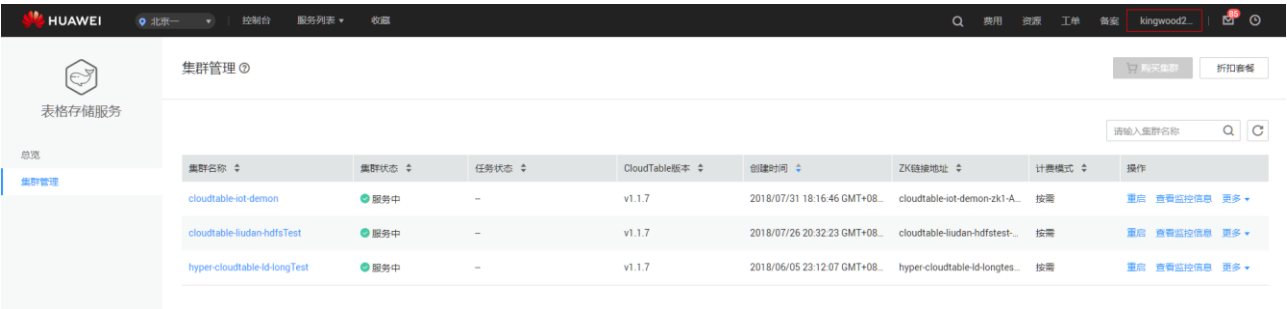 HUAWEI 北京一 控制台 服务列表 收藏 费用 资源 工单 备案 kingwood2... 85
集群管理 购买集群 折扣套餐
表格存储服务
请输入集群名称
总览
集群管理
集群名称 集群状态 任务状态 CloudTable版本 创建时间 ZK链接地址 计费模式 操作
cloudtable-iot-demon 服务中 -- v1.1.7 2018/07/31 18:16:46 GMT+08... cloudtable-iot-demon-zk1-A... 按需 重启 查看监控信息 更多
cloudtable-liudan-hdfsTest 服务中 -- v1.1.7 2018/07/26 20:32:23 GMT+08... cloudtable-liudan-hdfstest-... 按需 重启 查看监控信息 更多
hyper-cloudtable-ld-longTest 服务中 -- v1.1.7 2018/06/05 23:12:07 GMT+08... hyper-cloudtable-ld-longtes... 按需 重启 查看监控信息 更多